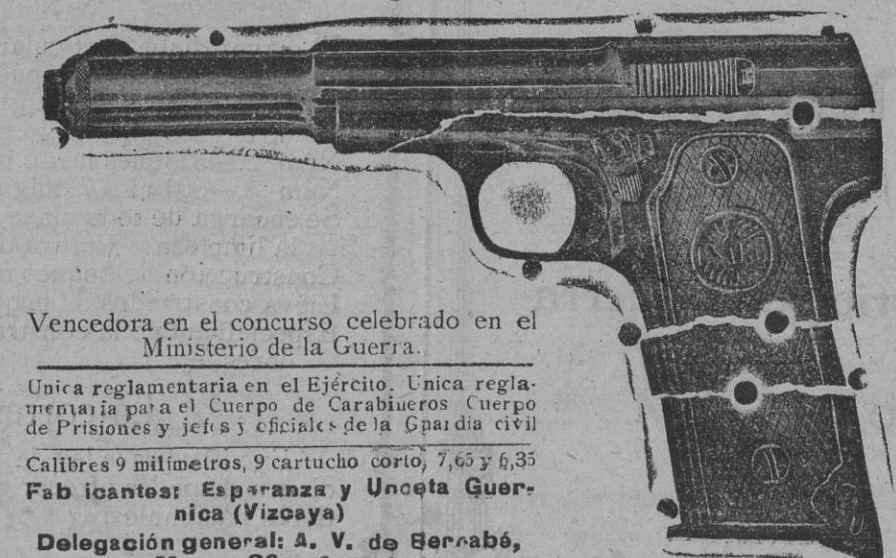 Vencedora en el concurso celebrado en el
Ministerio de la Guerra.
Unica reglamentaria en el Ejército. Unica regla-
mentaria para el Cuerpo de Carabineros Cuerpo
de Prisiones y jefes y oficiales de la Guardia civil
Calibres 9 milímetros, 9 cartucho corto, 7,65 y 6,35
Fab icantes: Esperanza y Unceta Guer-
nica (Vizcaya)
Delegación general: A. V. de Bernabé,